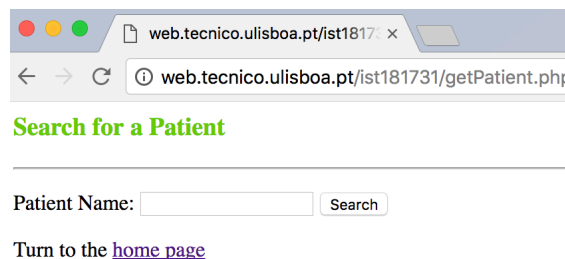 web.tecnico.ulisboa.pt/ist1817
web.tecnico.ulisboa.pt/ist181731/getPatient.php
Search for a Patient
Patient Name:
Search
Turn to the home page